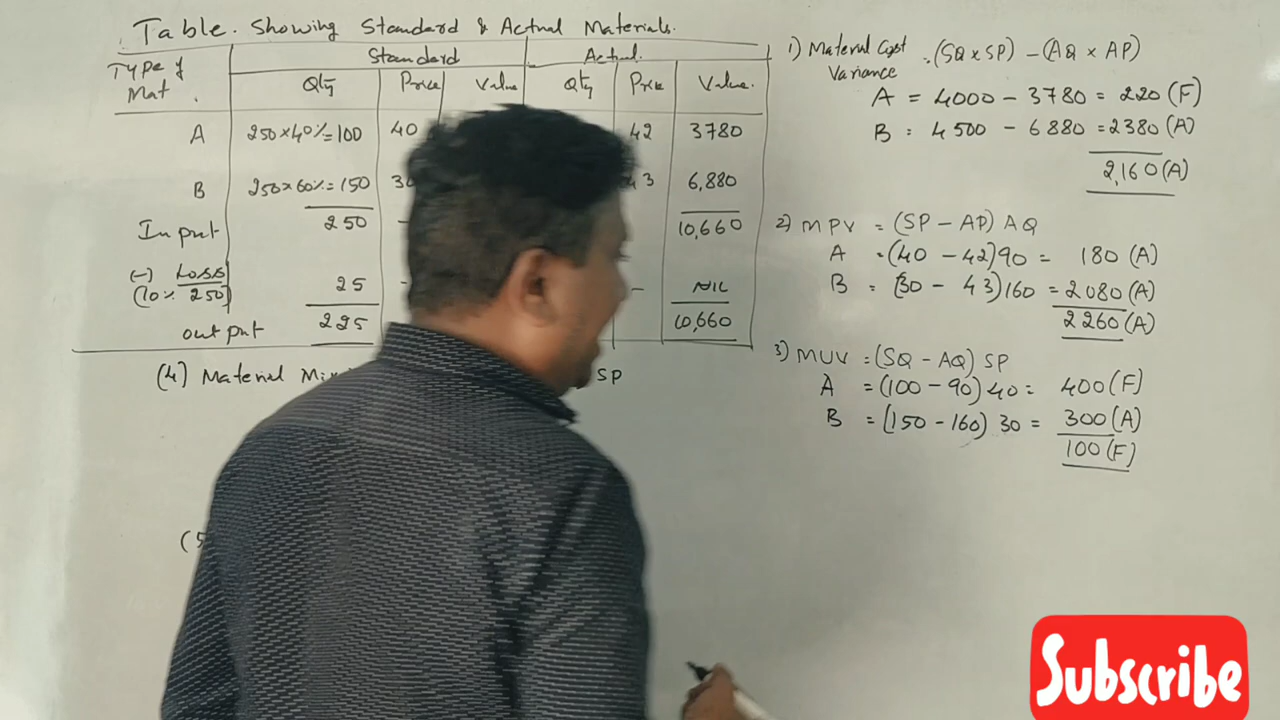 Table. Showing Standard & Actual Materials.
Type of Mat. Standard Actual.
Qty Price Value Qty Price Value.
A 250×40%=100 40 42 3780
B 250×60%=150 30 43 6,880
Input 250 10,660
(-) Loss
(10% 250) 25 - NIL
output 225 10,660
(4) Material SP
(5
1) Material Cost Variance = (SQ × SP) - (AQ × AP)
A = 4000 - 3780 = 220 (F)
B = 4500 - 6880 = 2380 (A)
2,160 (A)
2) MPV = (SP - AP) AQ
A = (40 - 42) 90 = 180 (A)
B = (30 - 43) 160 = 2080 (A)
2260 (A)
3) MUV = (SQ - AQ) SP
A = (100 - 90) 40 = 400 (F)
B = (150 - 160) 30 = 300 (A)
100 (F)
Subscribe